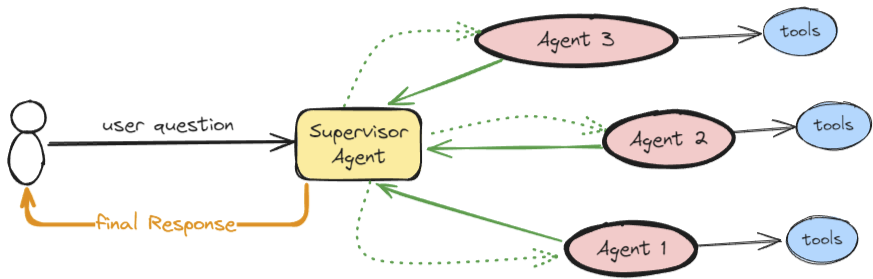 Agent 3
tools
user question
Supervisor
Agent
Agent 2
tools
final Response
Agent 1
tools